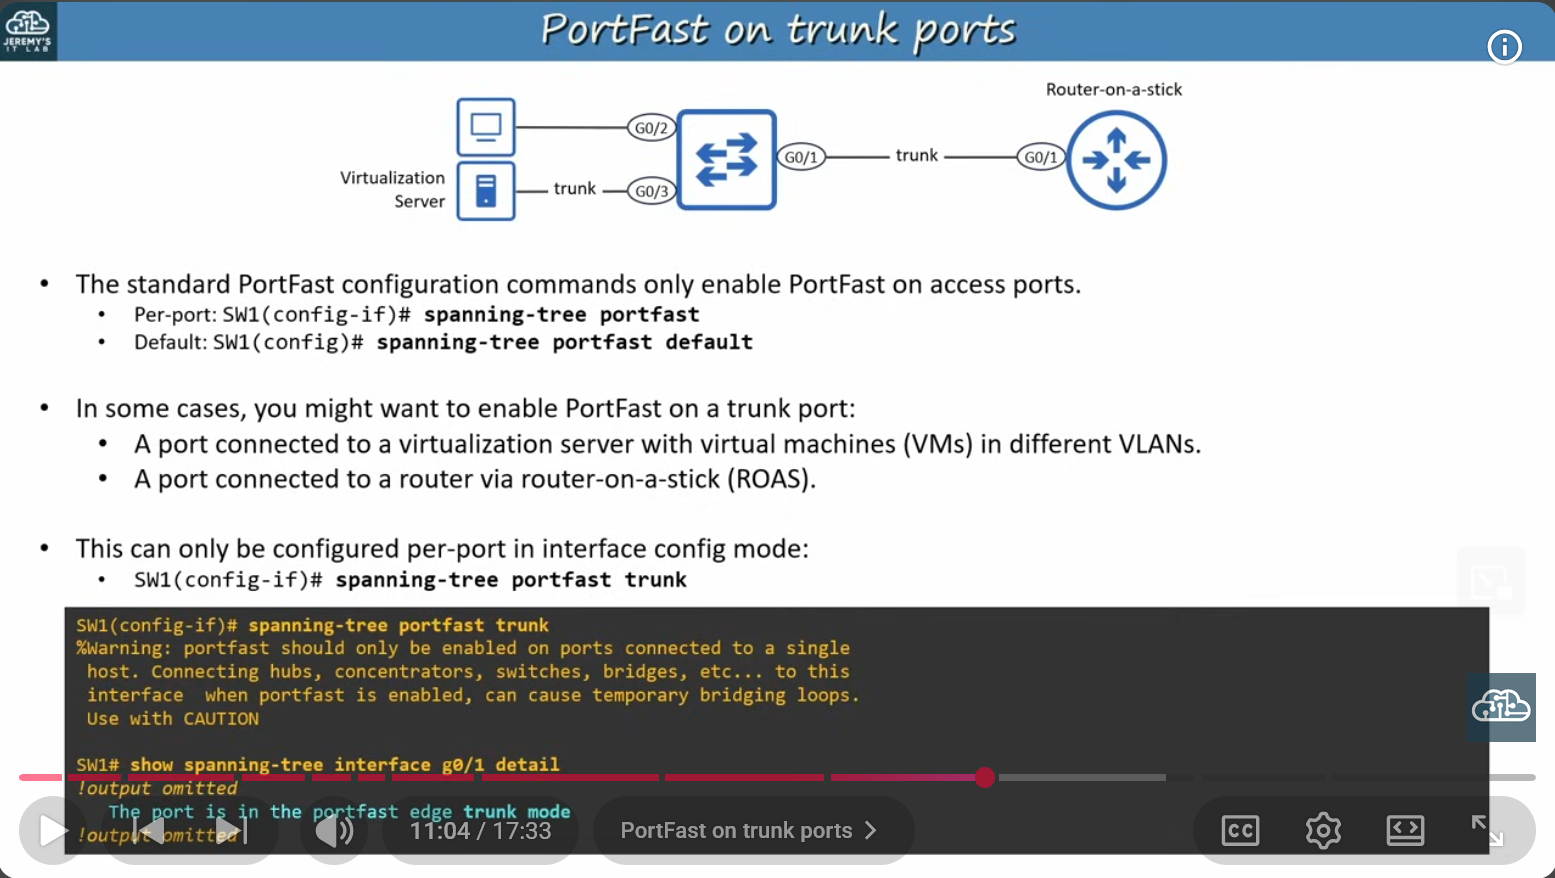 JEREMY'S
IT LAB
PortFast on trunk ports
Router-on-a-stick
G0/2
G0/1
trunk
G0/1
Virtualization
Server
trunk
G0/3
• The standard PortFast configuration commands only enable PortFast on access ports.
• Per-port: SW1(config-if)# spanning-tree portfast
• Default: SW1(config)# spanning-tree portfast default
• In some cases, you might want to enable PortFast on a trunk port:
• A port connected to a virtualization server with virtual machines (VMs) in different VLANs.
• A port connected to a router via router-on-a-stick (ROAS).
• This can only be configured per-port in interface config mode:
• SW1(config-if)# spanning-tree portfast trunk
SW1(config-if)# spanning-tree portfast trunk
%Warning: portfast should only be enabled on ports connected to a single
host. Connecting hubs, concentrators, switches, bridges, etc... to this
interface  when portfast is enabled, can cause temporary bridging loops.
Use with CAUTION
SW1# show spanning-tree interface g0/1 detail
!output omitted
The port is in the portfast edge trunk mode
!output omitted
11:04 / 17:33
PortFast on trunk ports
CC